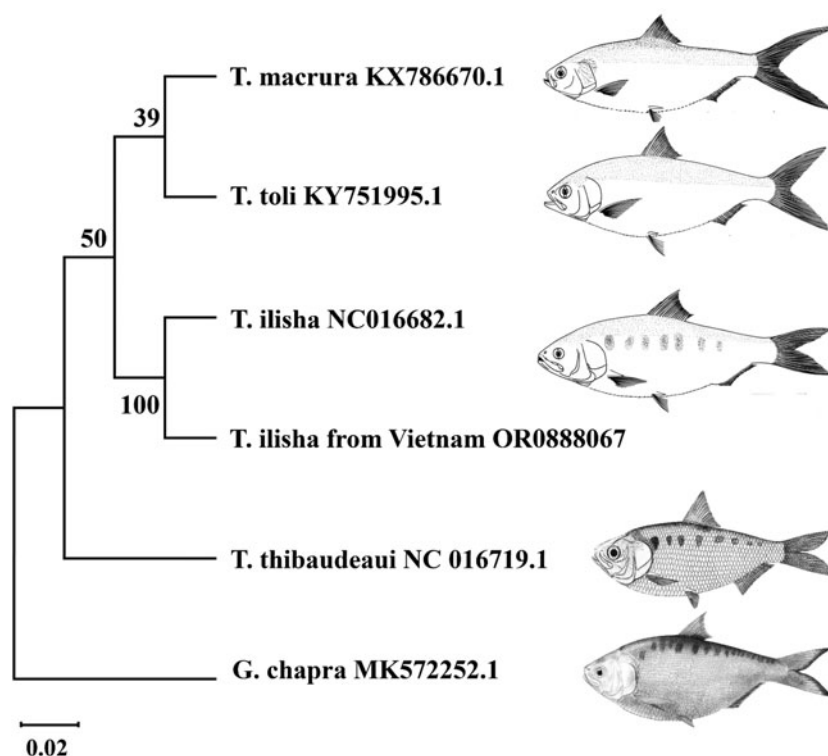 T. macrura KX786670.1
39
T. toli KY751995.1
50
T. ilisha NC016682.1
100
T. ilisha from Vietnam OR0888067
T. thibaudeaui NC 016719.1
G. chapra MK572252.1
0.02